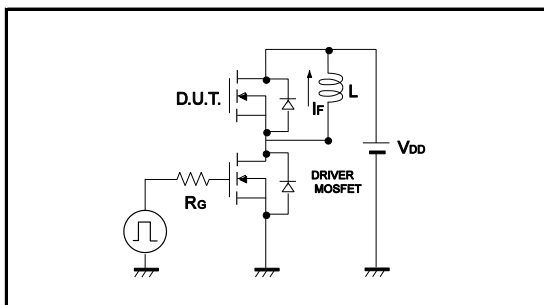 D.U.T.
IF
L
VDD
DRIVER
MOSFET
RG